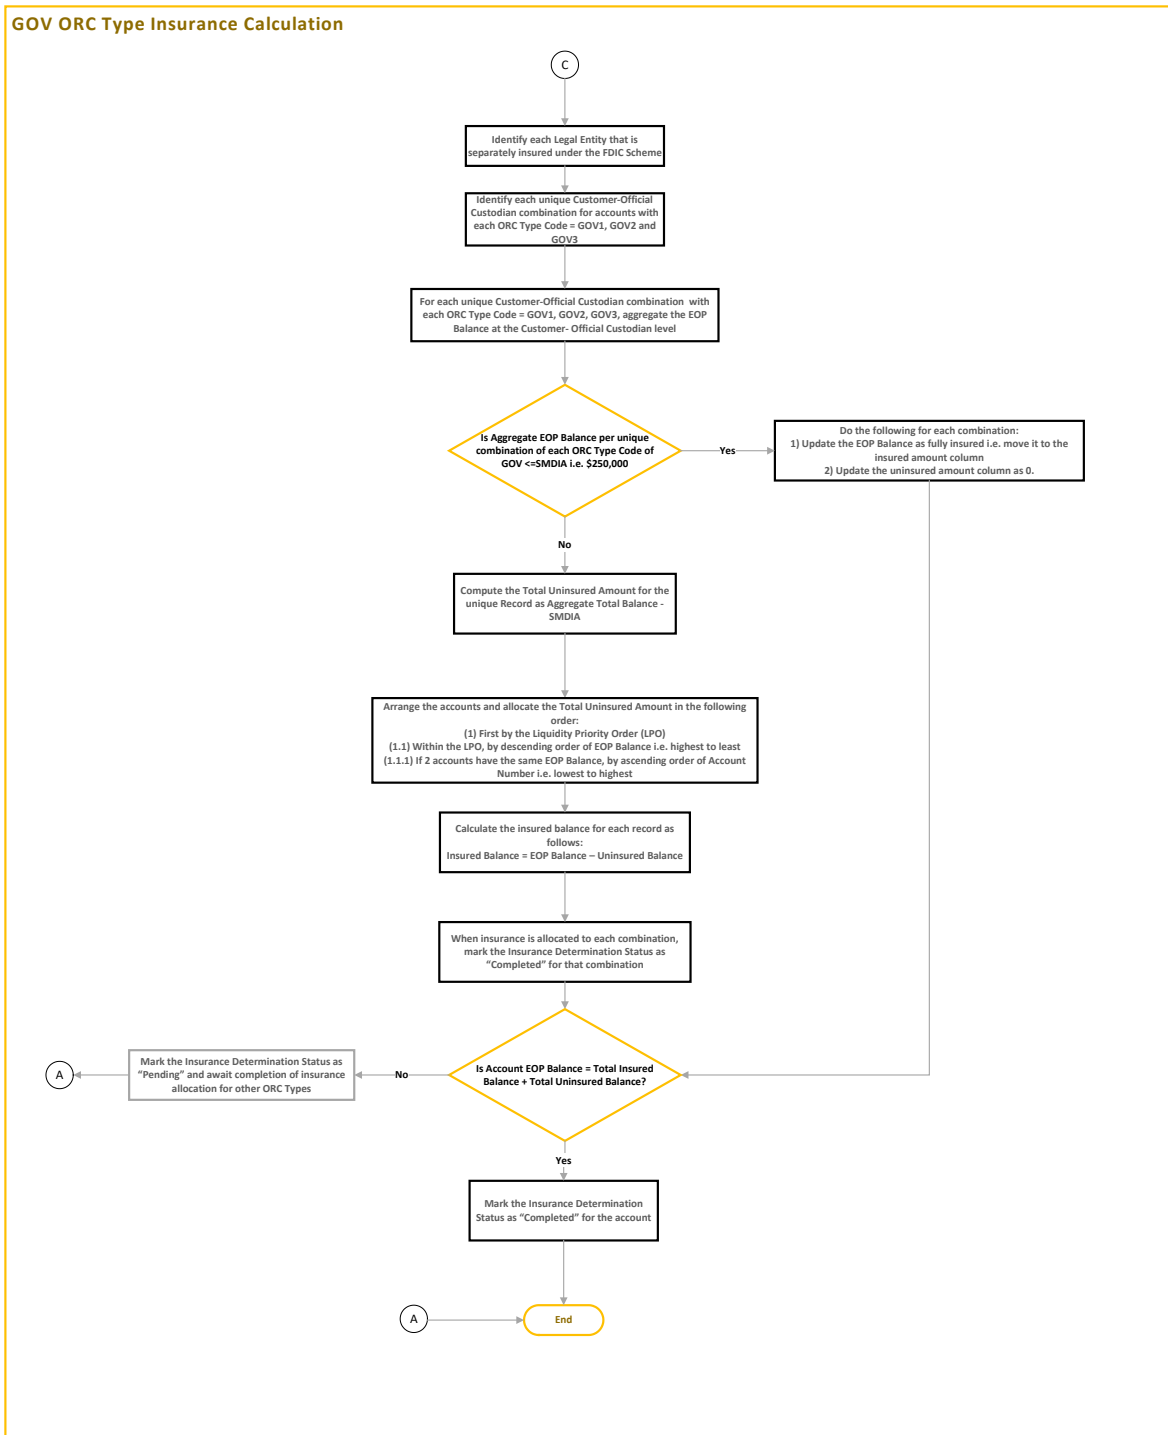 GOV ORC Type Insurance Calculation
C
Identify each Legal Entity that is
separately insured under the FDIC Scheme
Identify each unique Customer-Official
Custodian combination for accounts with
each ORC Type Code = GOV1, GOV2 and
GOV3
For each unique Customer-Official Custodian combination  with
each ORC Type Code = GOV1, GOV2, GOV3, aggregate the EOP
Balance at the Customer- Official Custodian level
Is Aggregate EOP Balance per unique
combination of each ORC Type Code of
GOV <=SMDIA i.e. $250,000
Yes
Do the following for each combination:
1) Update the EOP Balance as fully insured i.e. move it to the
insured amount column
2) Update the uninsured amount column as 0.
No
Compute the Total Uninsured Amount for the
unique Record as Aggregate Total Balance -
SMDIA
Arrange the accounts and allocate the Total Uninsured Amount in the following
order:
(1) First by the Liquidity Priority Order (LPO)
(1.1) Within the LPO, by descending order of EOP Balance i.e. highest to least
(1.1.1) If 2 accounts have the same EOP Balance, by ascending order of Account
Number i.e. lowest to highest
Calculate the insured balance for each record as
follows:
Insured Balance = EOP Balance – Uninsured Balance
When insurance is allocated to each combination,
mark the Insurance Determination Status as
“Completed” for that combination
Is Account EOP Balance = Total Insured
Balance + Total Uninsured Balance?
No
Mark the Insurance Determination Status as
“Pending” and await completion of insurance
allocation for other ORC Types
A
Yes
Mark the Insurance Determination
Status as “Completed” for the account
A
End